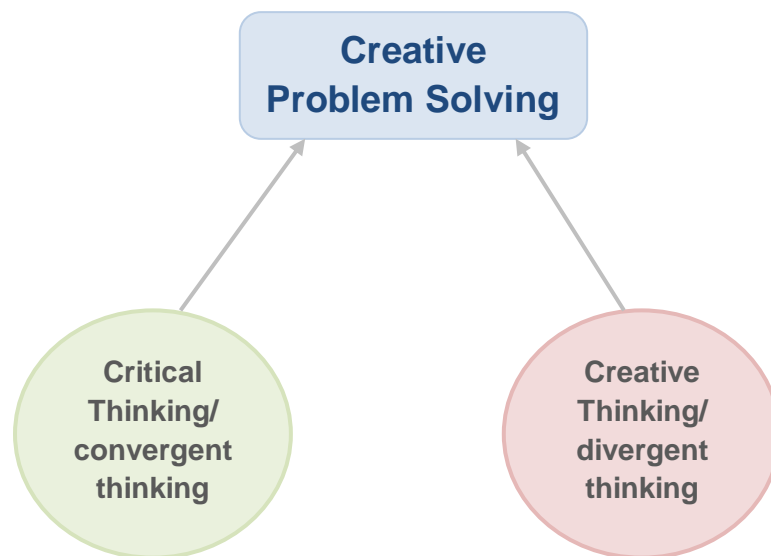 Creative
Problem Solving
Critical
Thinking/
convergent
thinking
Creative
Thinking/
divergent
thinking